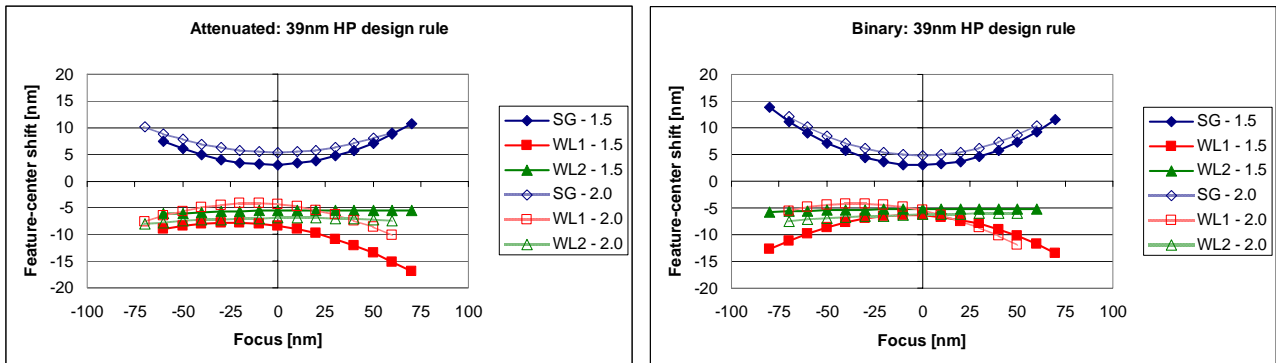 Attenuated: 39nm HP design rule
Feature-center shift [nm]
20
15
10
5
0
-5
-10
-15
-20
-100 -75 -50 -25 0 25 50 75 100
Focus [nm]
SG - 1.5
WL1 - 1.5
WL2 - 1.5
SG - 2.0
WL1 - 2.0
WL2 - 2.0
Binary: 39nm HP design rule
Feature-center shift [nm]
20
15
10
5
0
-5
-10
-15
-20
-100 -75 -50 -25 0 25 50 75 100
Focus [nm]
SG - 1.5
WL1 - 1.5
WL2 - 1.5
SG - 2.0
WL1 - 2.0
WL2 - 2.0